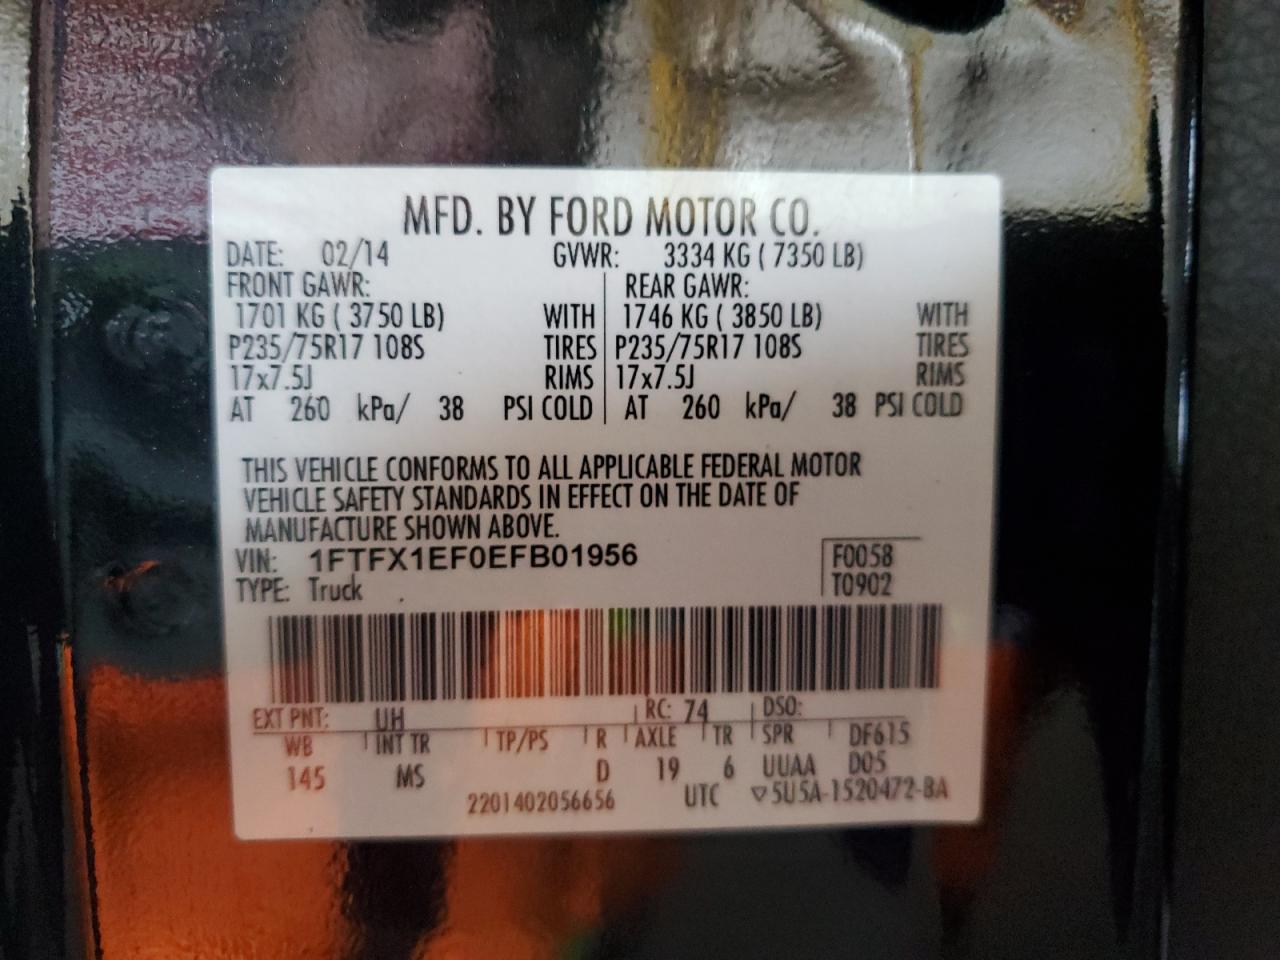 MFD. BY FORD MOTOR CO.
DATE: 02/14 GVWR: 3334 KG ( 7350 LB)
FRONT GAWR: REAR GAWR:
1701 KG ( 3750 LB) WITH 1746 KG ( 3850 LB) WITH
P235/75R17 108S TIRES P235/75R17 108S TIRES
17x7.5J RIMS 17x7.5J RIMS
AT 260 kPa/ 38 PSI COLD AT 260 kPa/ 38 PSI COLD
THIS VEHICLE CONFORMS TO ALL APPLICABLE FEDERAL MOTOR
VEHICLE SAFETY STANDARDS IN EFFECT ON THE DATE OF
MANUFACTURE SHOWN ABOVE.
VIN: 1FTFX1EF0EFB01956 F0058
TYPE: Truck T0902
EXT PNT: UH RC: 74 DSO:
WB INT TR TP/PS R AXLE TR SPR DF615
145 MS D 19 6 UUAA D05
2201402056656 UTC ▽5U5A-1520472-BA